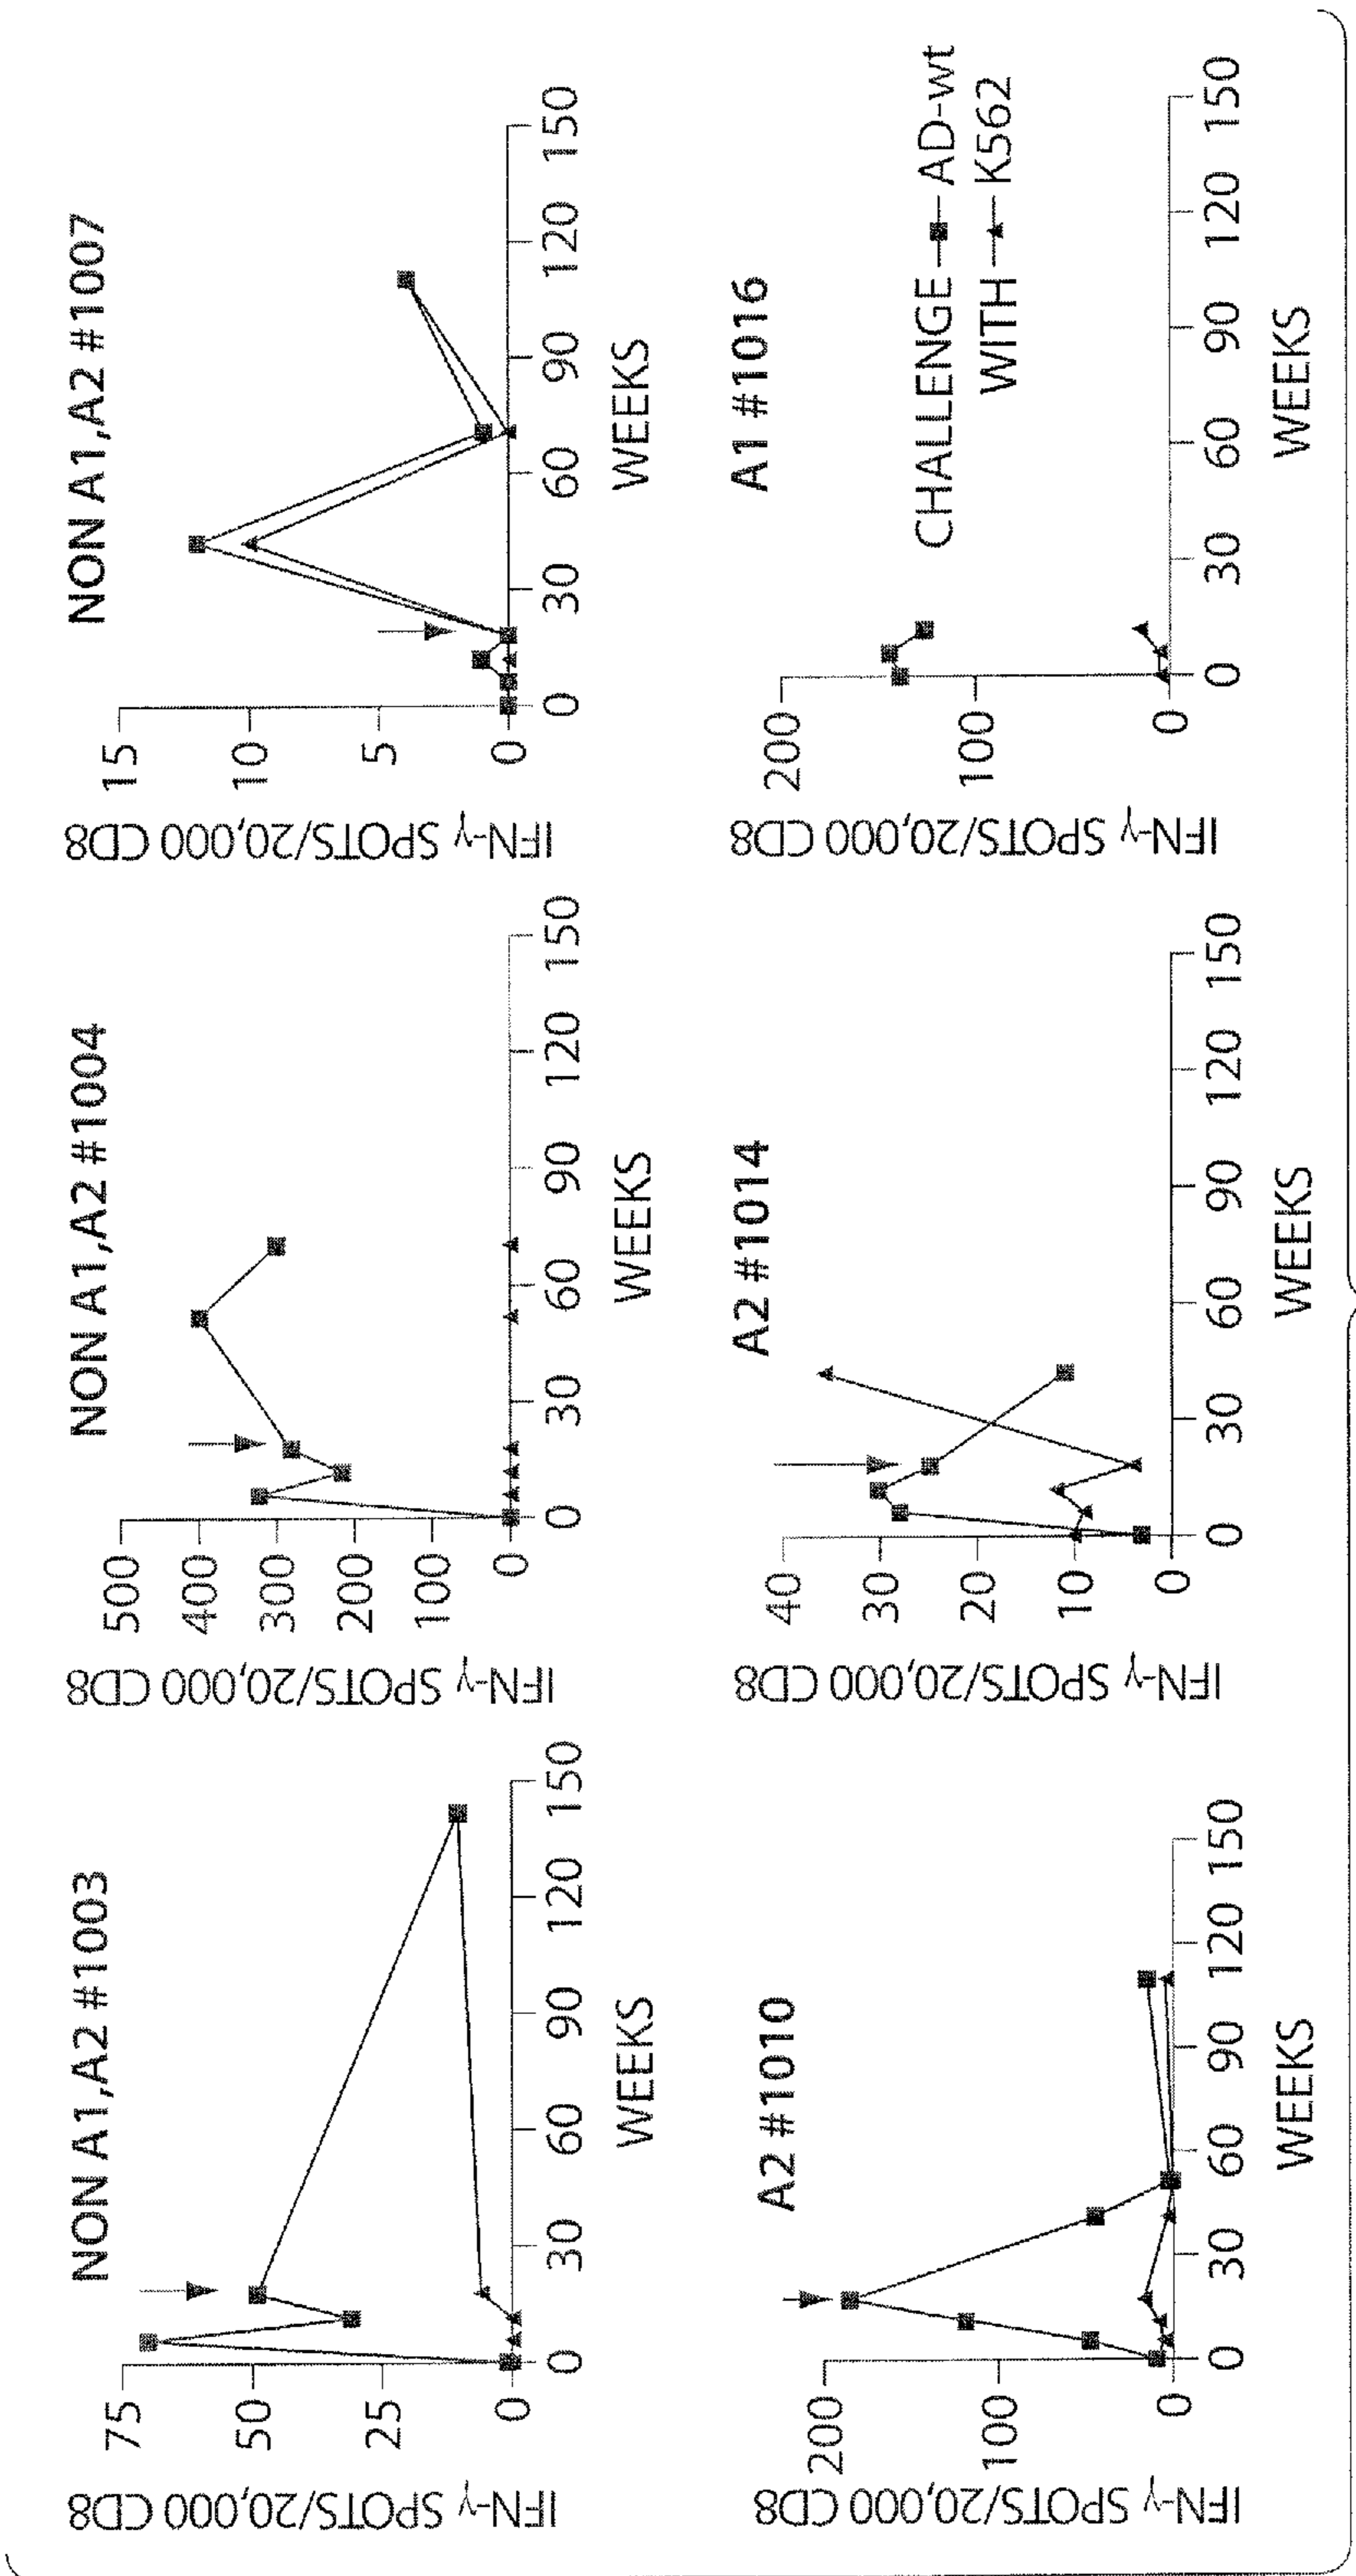 NON A1,A2 #1003
IFN-γ SPOTS/20,000 CD8
75
50
25
0
0 30 60 90 120 150
WEEKS
NON A1,A2 #1004
IFN-γ SPOTS/20,000 CD8
500
400
300
200
100
0
0 30 60 90 120 150
WEEKS
NON A1,A2 #1007
IFN-γ SPOTS/20,000 CD8
15
10
5
0
0 30 60 90 120 150
WEEKS
A2 #1010
IFN-γ SPOTS/20,000 CD8
200
100
0
0 30 60 90 120 150
WEEKS
A2 #1014
IFN-γ SPOTS/20,000 CD8
40
30
20
10
0
0 30 60 90 120 150
WEEKS
A1 #1016
IFN-γ SPOTS/20,000 CD8
200
100
0
0 30 60 90 120 150
WEEKS
CHALLENGE AD-wt
WITH K562